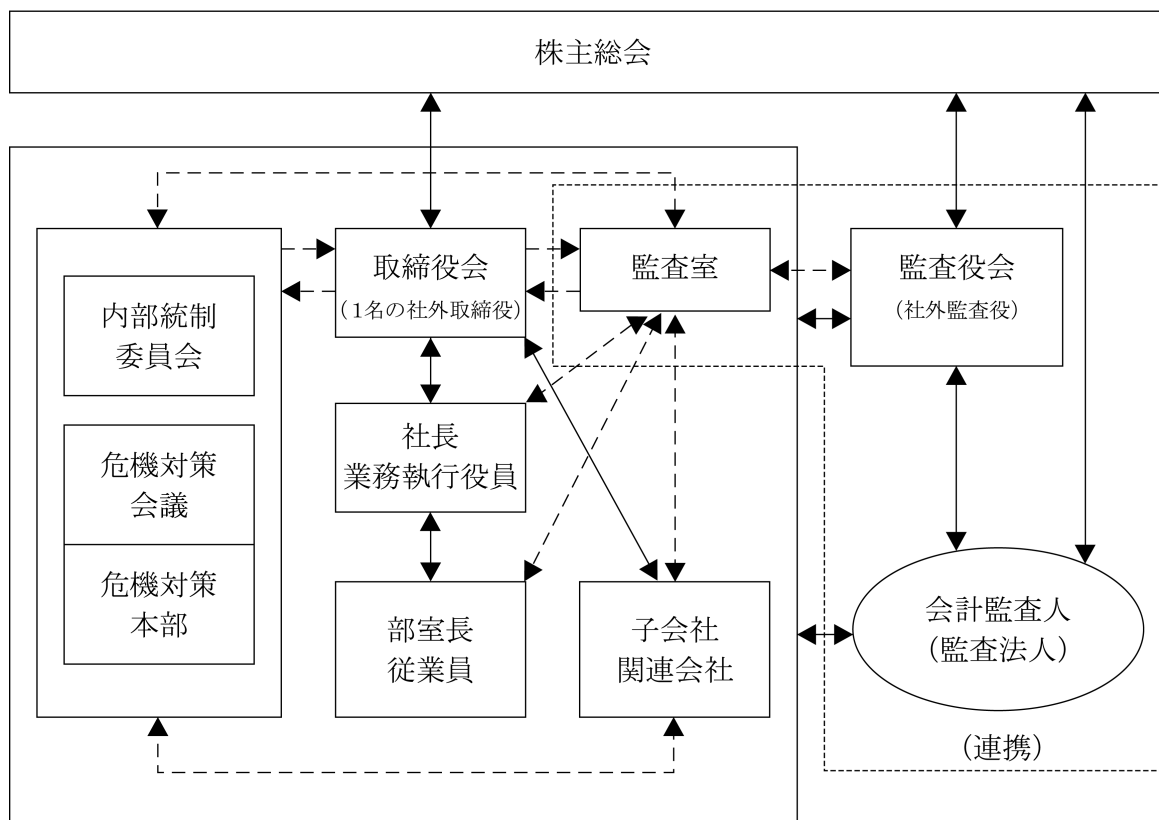 株主総会
内部統制
委員会
危機対策
会議
危機対策
本部
取締役会
（1名の社外取締役）
社長
業務執行役員
部室長
従業員
監査室
子会社
関連会社
監査役会
（社外監査役）
会計監査人
（監査法人）
（連携）